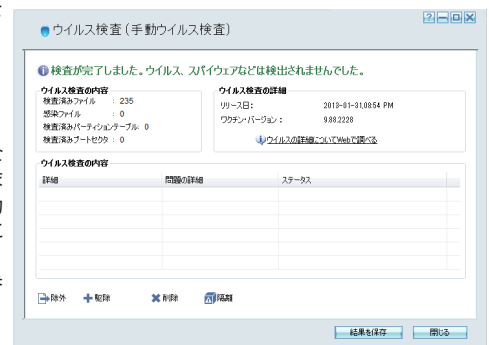 ウイルス検査(手動ウイルス検査)
検査が完了しました。ウイルス、スパイウェアなどは検出されませんでした。
ウイルス検査の内容
検査済みファイル : 235
感染ファイル : 0
検査済みパーティションテーブル: 0
検査済みブートセクタ : 0
ウイルス検査の詳細
リリース日: 2013-01-31,08:54 PM
ワクチン・バージョン: 9.88.2228
ウイルスの詳細についてWebで調べる
ウイルス検査の内容
詳細 問題の詳細 ステータス
除外 駆除 削除 隔離
結果を保存 閉じる